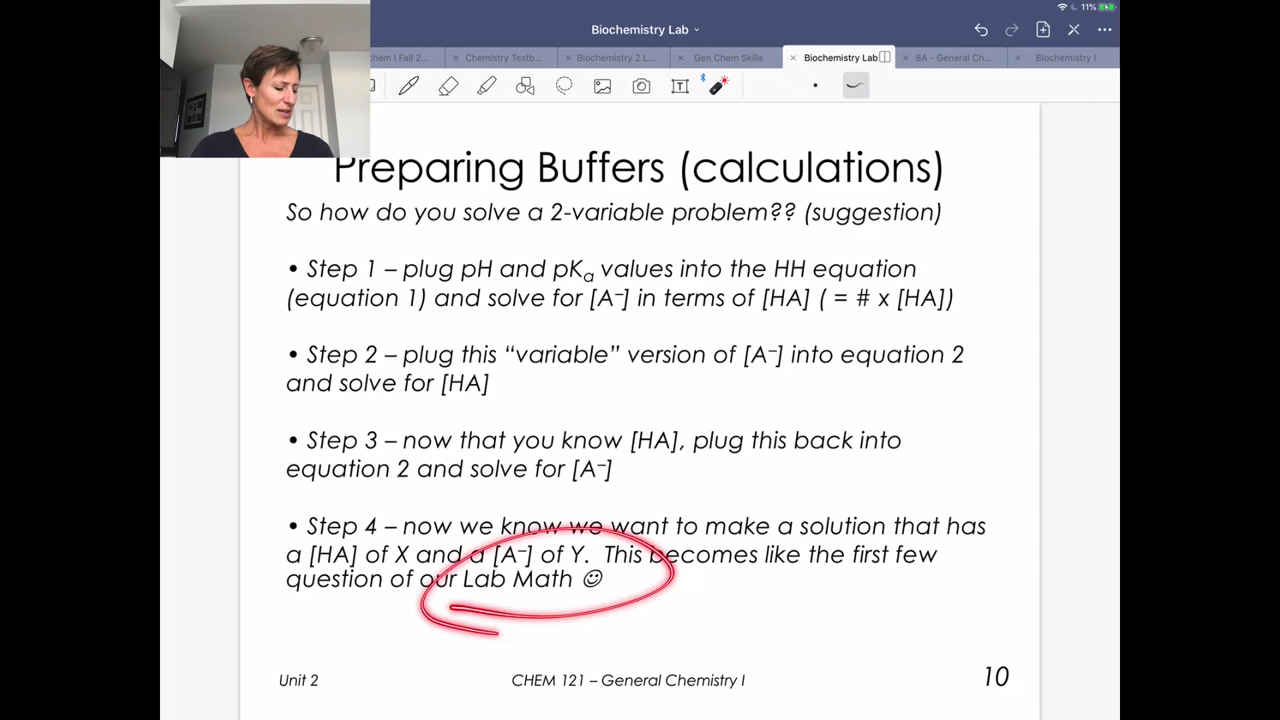 11%
Biochemistry Lab
hem I Fall 2...
Chemistry Textb...
Biochemistry 2 L...
Gen Chem Skills
Biochemistry Lab
8A - General Ch...
Biochemistry I
Preparing Buffers (calculations)
So how do you solve a 2-variable problem?? (suggestion)
• Step 1 – plug pH and pKₐ values into the HH equation
(equation 1) and solve for [A⁻] in terms of [HA] ( = # x [HA])
• Step 2 – plug this “variable” version of [A⁻] into equation 2
and solve for [HA]
• Step 3 – now that you know [HA], plug this back into
equation 2 and solve for [A⁻]
• Step 4 – now we know we want to make a solution that has
a [HA] of X and a [A⁻] of Y. This becomes like the first few
question of our Lab Math ☺
Unit 2
CHEM 121 – General Chemistry I
10